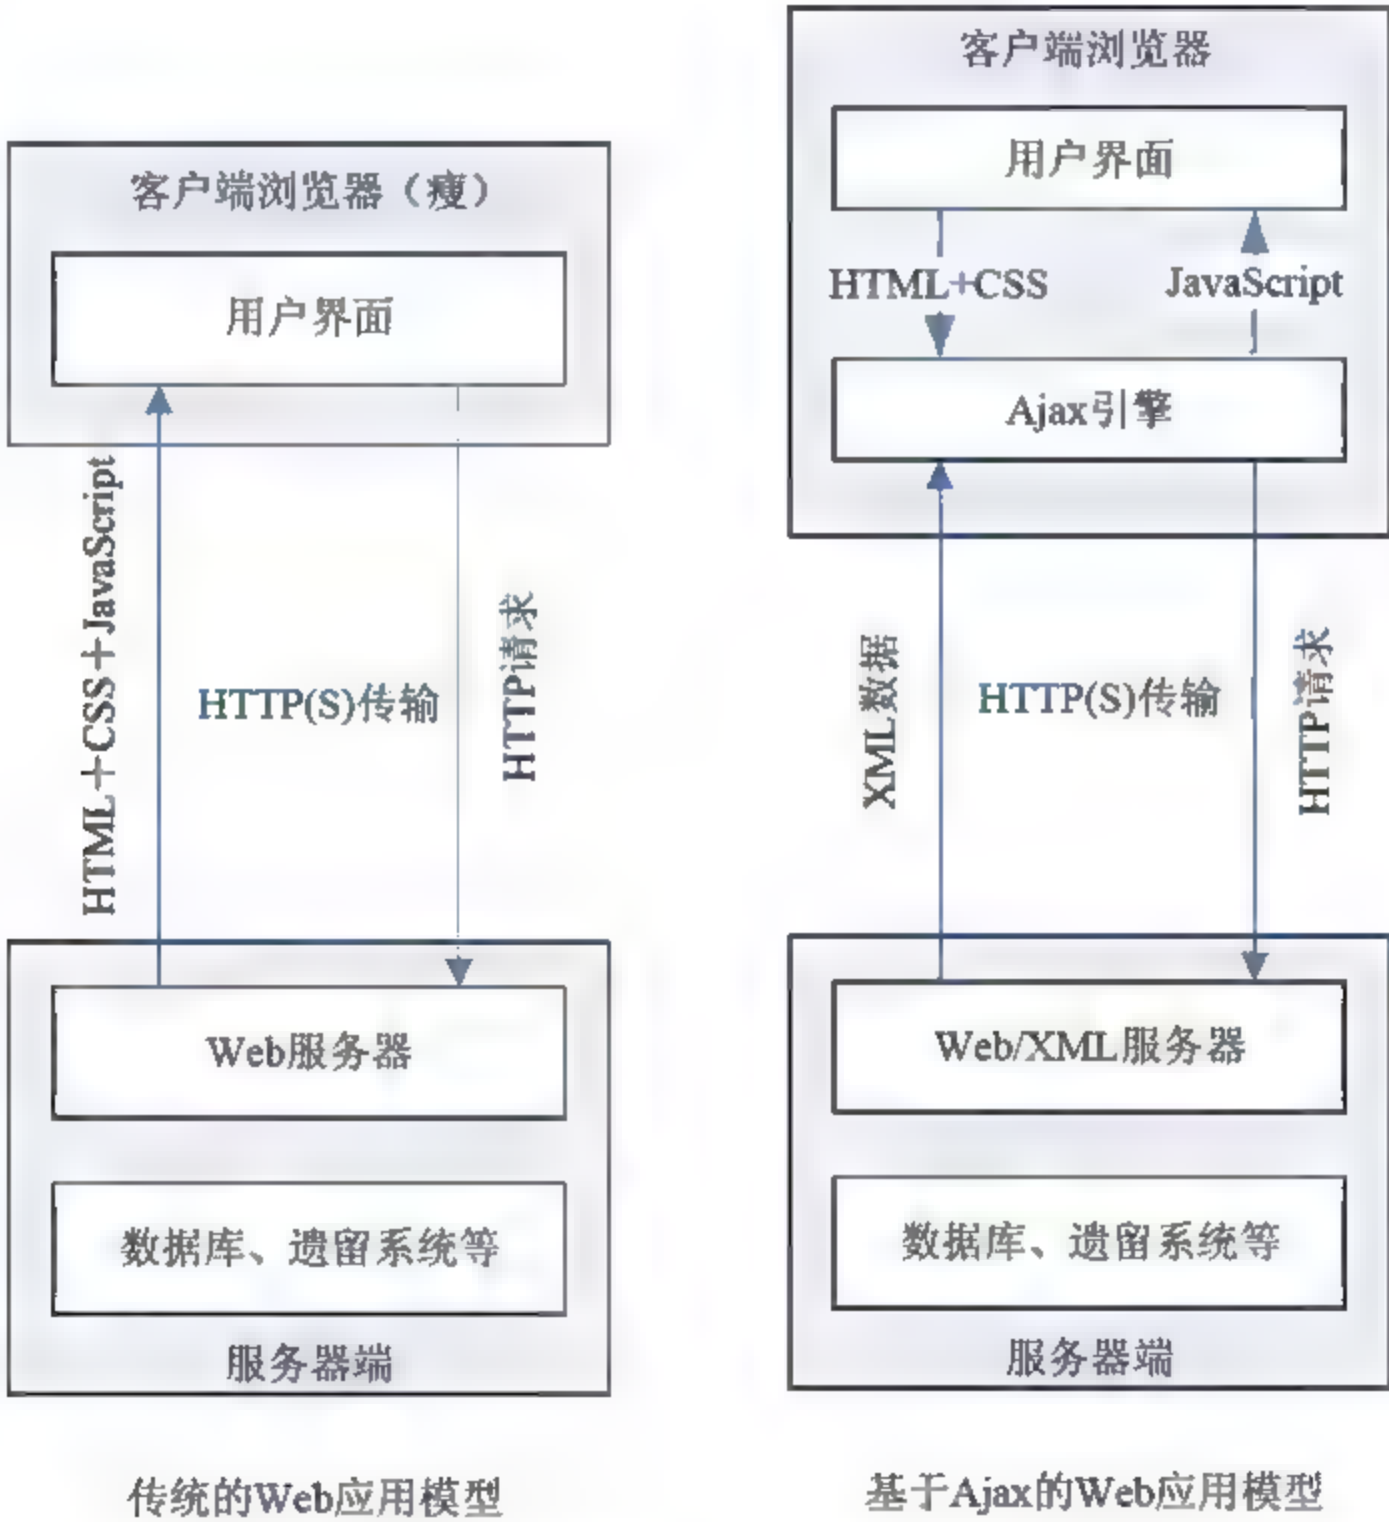 客户端浏览器（瘦）
用户界面
HTML+CSS+JavaScript
HTTP(S)传输
HTTP请求
Web服务器
数据库、遗留系统等
服务器端
传统的Web应用模型
客户端浏览器
用户界面
HTML+CSS
JavaScript
Ajax引擎
XML数据
HTTP(S)传输
HTTP请求
Web/XML服务器
数据库、遗留系统等
服务器端
基于Ajax的Web应用模型